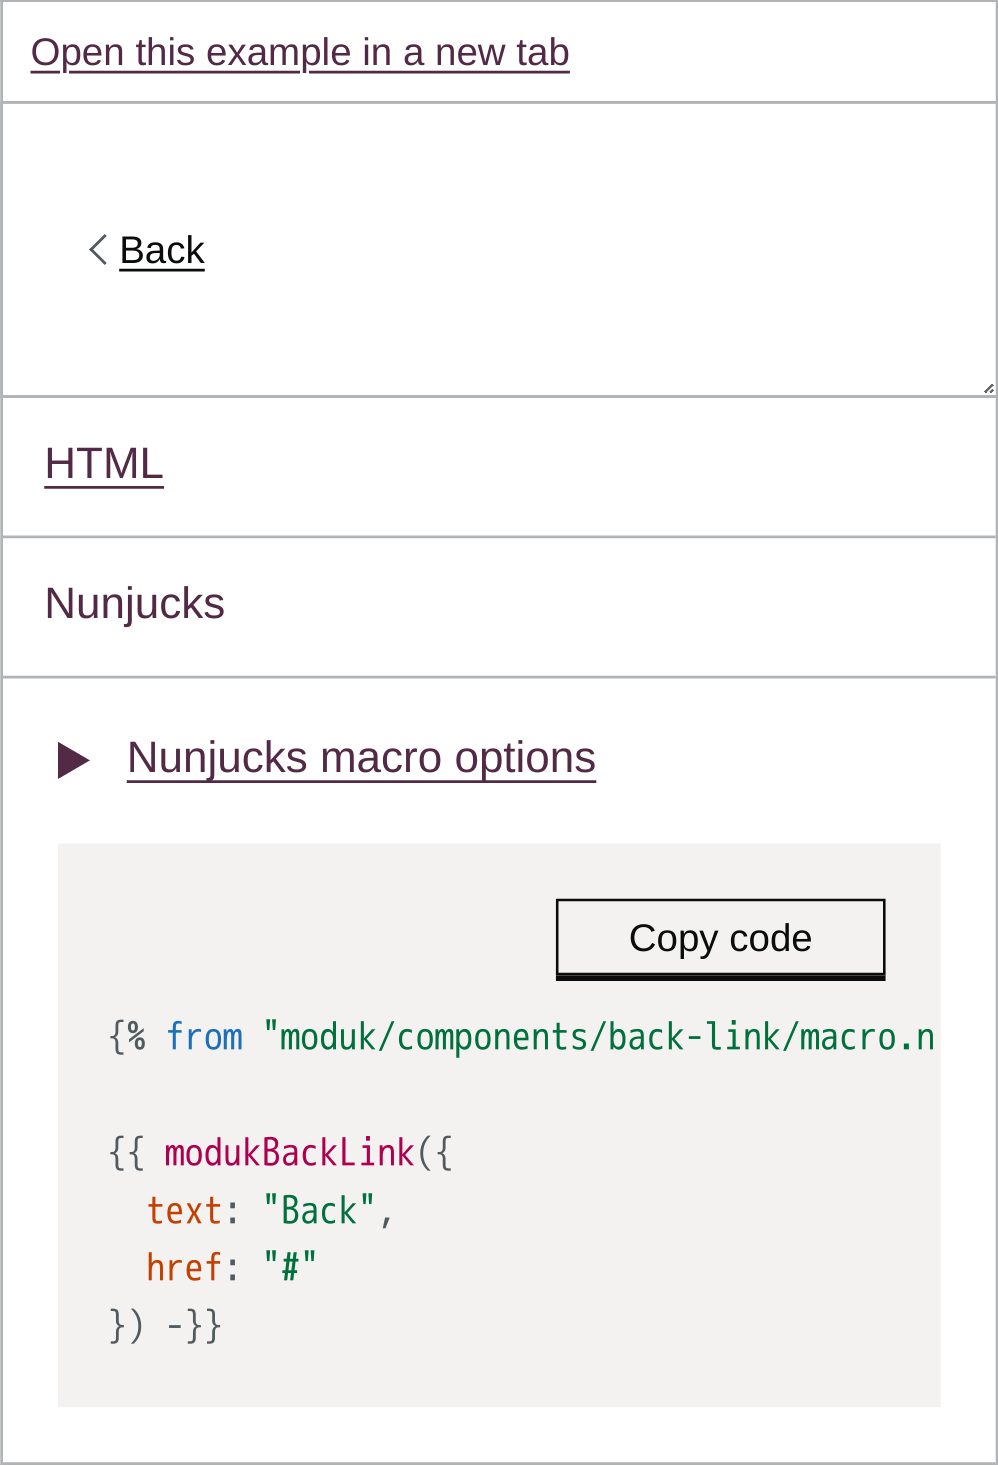 Open this example in a new tab
Back
HTML
Nunjucks
Nunjucks macro options
Copy code
{% from "moduk/components/back-link/macro.n
{{ modukBackLink({
  text: "Back",
  href: "#"
}) -}}